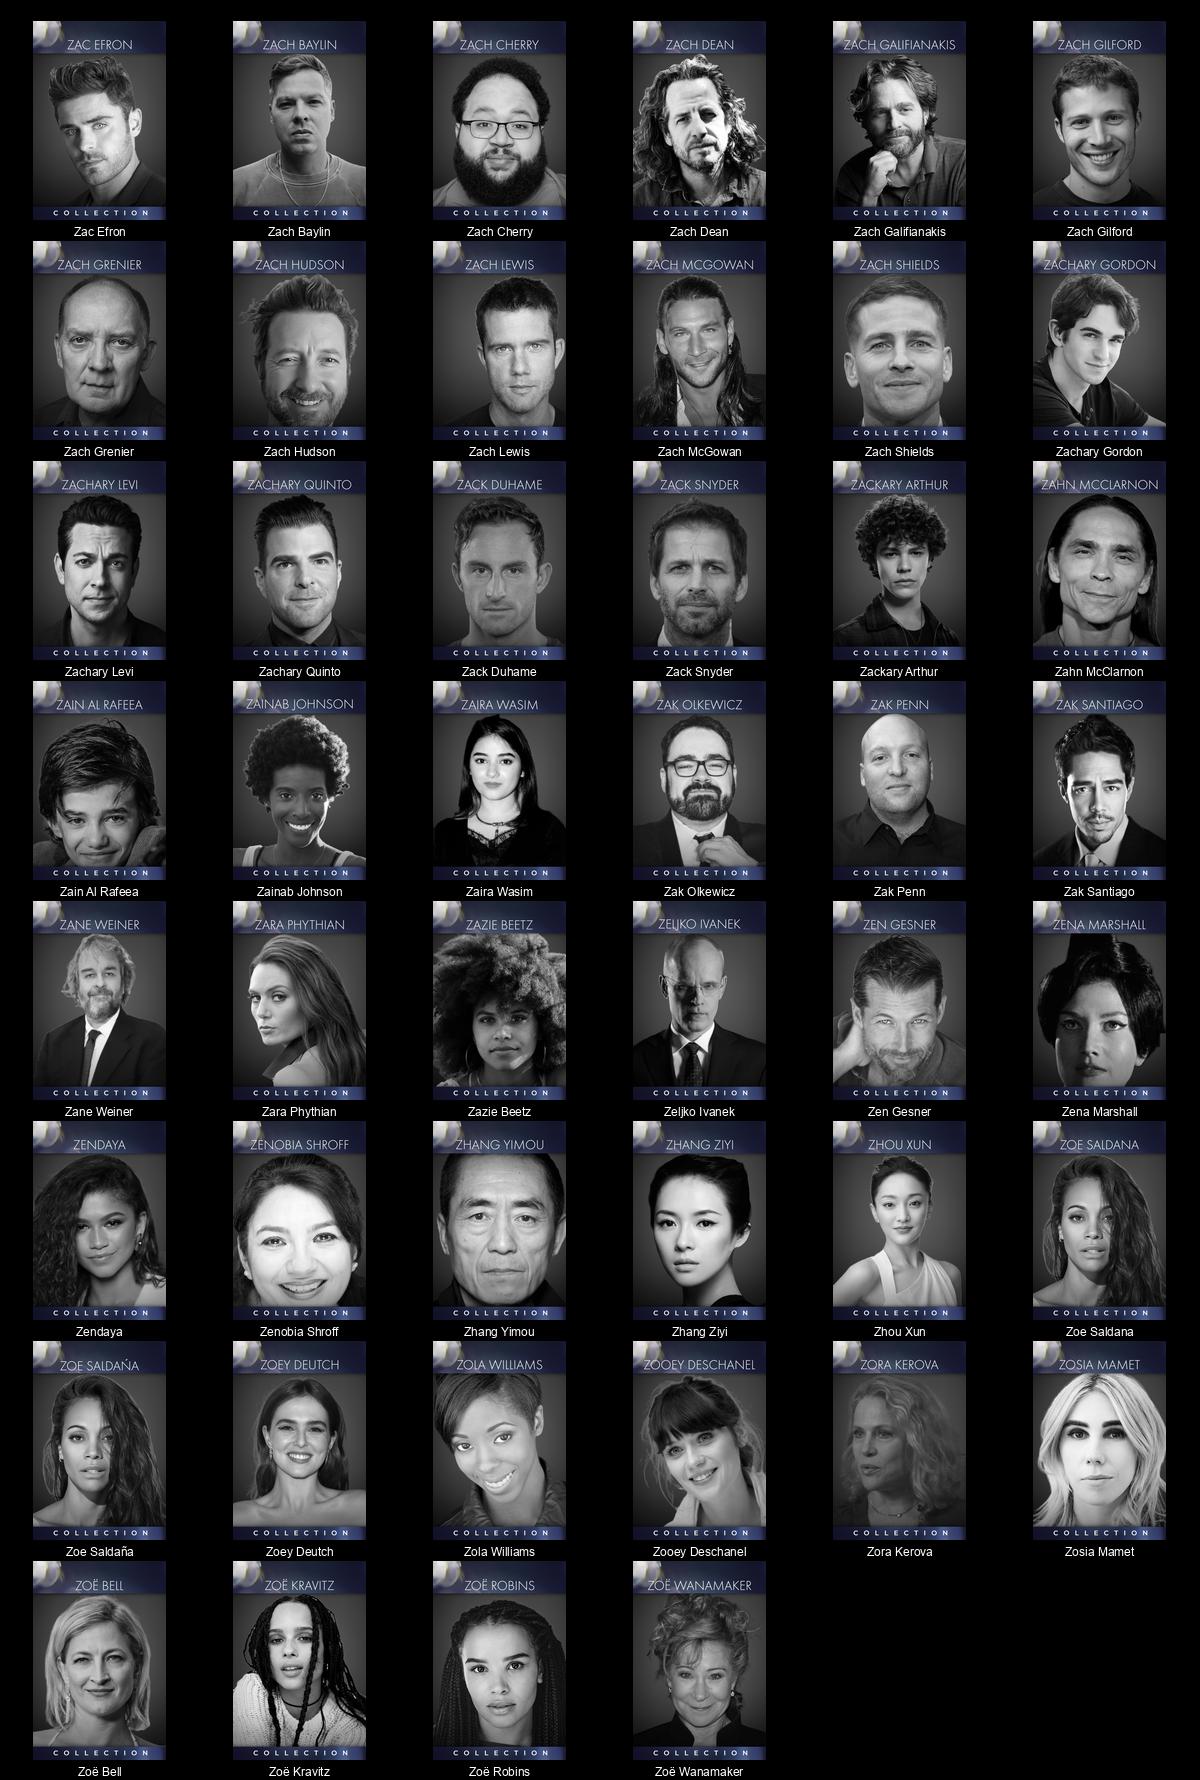 ZAC EFRON ZACH BAYLIN ZACH CHERRY ZACH DEAN ZACH GALIFIANAKIS ZACH GILFORD
COLLECTION COLLECTION COLLECTION COLLECTION COLLECTION COLLECTION
Zac Efron Zach Baylin Zach Cherry Zach Dean Zach Galifianakis Zach Gilford
ZACH GRENIER ZACH HUDSON ZACH LEWIS ZACH MCGOWAN ZACH SHIELDS ZACHARY GORDON
COLLECTION COLLECTION COLLECTION COLLECTION COLLECTION COLLECTION
Zach Grenier Zach Hudson Zach Lewis Zach McGowan Zach Shields Zachary Gordon
ZACHARY LEVI ZACHARY QUINTO ZACK DUHAME ZACK SNYDER ZACKARY ARTHUR ZAHN MCCLARNON
COLLECTION COLLECTION COLLECTION COLLECTION COLLECTION COLLECTION
Zachary Levi Zachary Quinto Zack Duhame Zack Snyder Zackary Arthur Zahn McClarnon
ZAIN AL RAFEEA ZAINAB JOHNSON ZAIRA WASIM ZAK OLKEWICZ ZAK PENN ZAK SANTIAGO
COLLECTION COLLECTION COLLECTION COLLECTION COLLECTION COLLECTION
Zain Al Rafeea Zainab Johnson Zaira Wasim Zak Olkewicz Zak Penn Zak Santiago
ZANE WEINER ZARA PHYTHIAN ZAZIE BEETZ ZELJKO IVANEK ZEN GESNER ZENA MARSHALL
COLLECTION COLLECTION COLLECTION COLLECTION COLLECTION COLLECTION
Zane Weiner Zara Phythian Zazie Beetz Zeljko Ivanek Zen Gesner Zena Marshall
ZENDAYA ZENOBIA SHROFF ZHANG YIMOU ZHANG ZIYI ZHOU XUN ZOE SALDANA
COLLECTION COLLECTION COLLECTION COLLECTION COLLECTION COLLECTION
Zendaya Zenobia Shroff Zhang Yimou Zhang Ziyi Zhou Xun Zoe Saldana
ZOE SALDAÑA ZOEY DEUTCH ZOLA WILLIAMS ZOOEY DESCHANEL ZORA KEROVA ZOSIA MAMET
COLLECTION COLLECTION COLLECTION COLLECTION COLLECTION COLLECTION
Zoe Saldaña Zoey Deutch Zola Williams Zooey Deschanel Zora Kerova Zosia Mamet
ZOË BELL ZOË KRAVITZ ZOË ROBINS ZOË WANAMAKER
COLLECTION COLLECTION COLLECTION COLLECTION
Zoë Bell Zoë Kravitz Zoë Robins Zoë Wanamaker